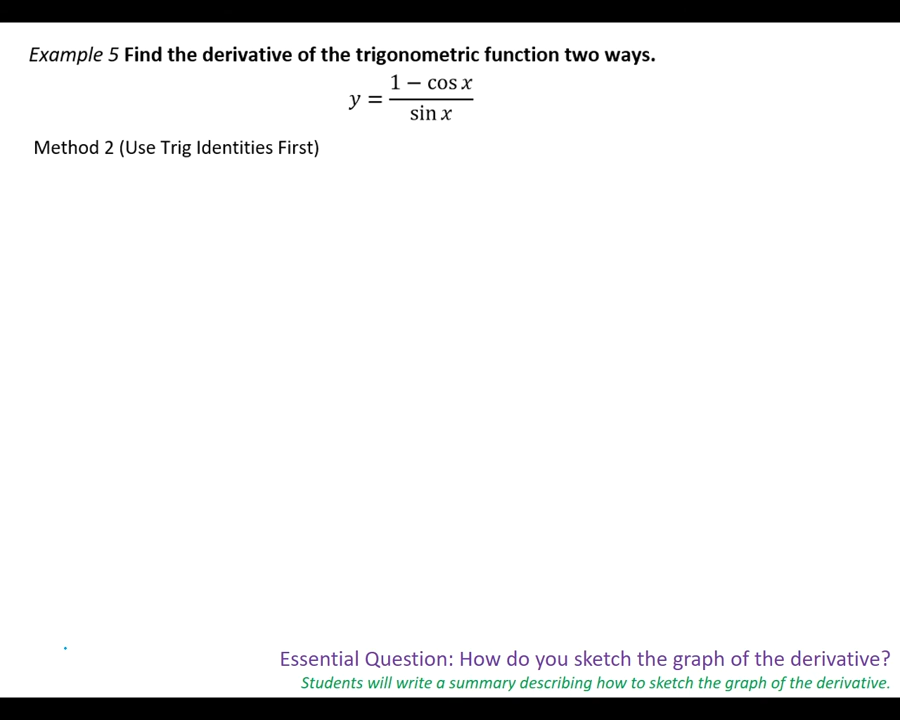 Example 5 Find the derivative of the trigonometric function two ways.
y = (1 − cos x) / (sin x)
Method 2 (Use Trig Identities First)
Essential Question: How do you sketch the graph of the derivative?
Students will write a summary describing how to sketch the graph of the derivative.